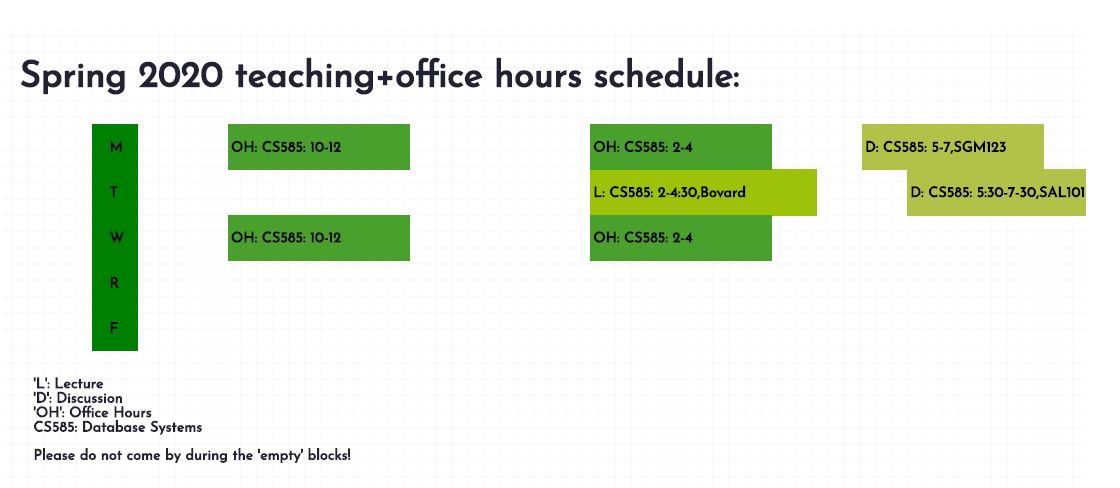 Spring 2020 teaching+office hours schedule:
M OH: CS585: 10-12 OH: CS585: 2-4 D: CS585: 5-7,SGM123
T L: CS585: 2-4:30,Bovard D: CS585: 5:30-7-30,SAL101
W OH: CS585: 10-12 OH: CS585: 2-4
R
F
'L': Lecture
'D': Discussion
'OH': Office Hours
CS585: Database Systems
Please do not come by during the 'empty' blocks!